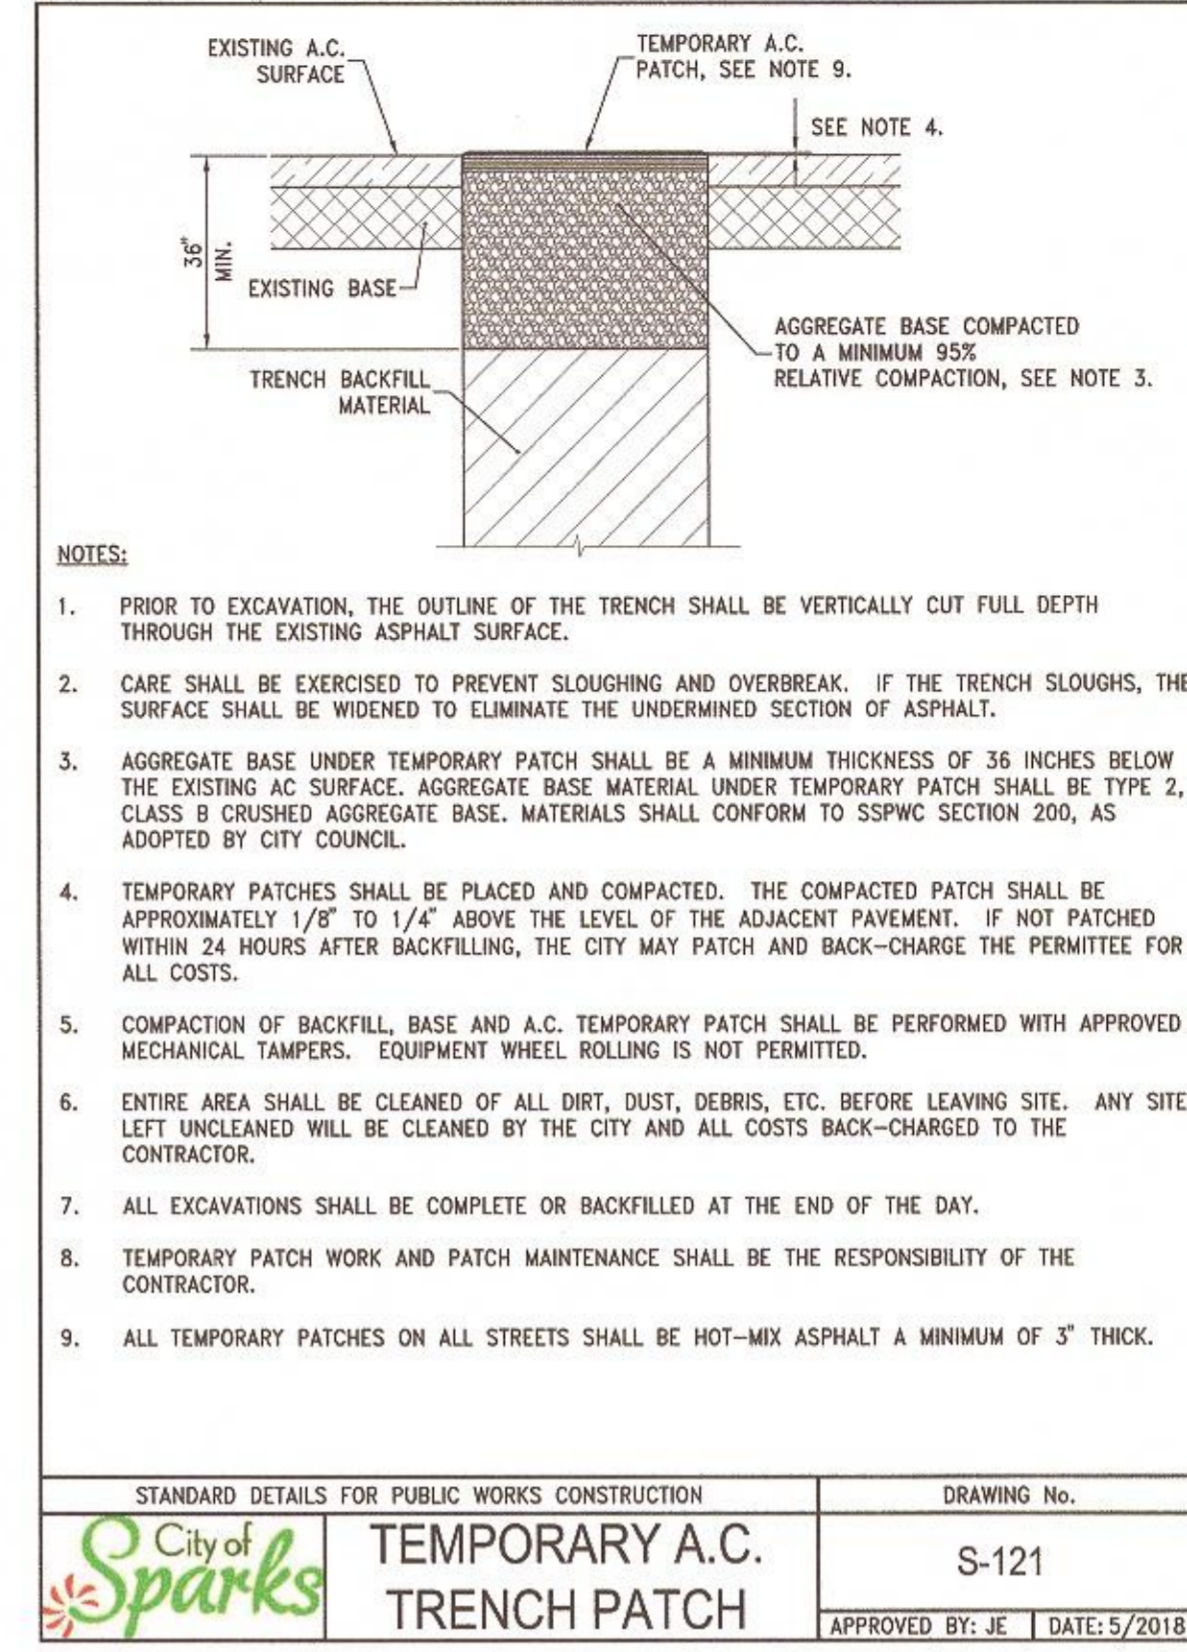 EXISTING A.C.
SURFACE
TEMPORARY A.C.
PATCH, SEE NOTE 9.
SEE NOTE 4.
36"
MIN.
EXISTING BASE
AGGREGATE BASE COMPACTED
TO A MINIMUM 95%
RELATIVE COMPACTION, SEE NOTE 3.
TRENCH BACKFILL
MATERIAL
NOTES:
1. PRIOR TO EXCAVATION, THE OUTLINE OF THE TRENCH SHALL BE VERTICALLY CUT FULL DEPTH
THROUGH THE EXISTING ASPHALT SURFACE.
2. CARE SHALL BE EXERCISED TO PREVENT SLOUGHING AND OVERBREAK. IF THE TRENCH SLOUGHS, THE
SURFACE SHALL BE WIDENED TO ELIMINATE THE UNDERMINED SECTION OF ASPHALT.
3. AGGREGATE BASE UNDER TEMPORARY PATCH SHALL BE A MINIMUM THICKNESS OF 36 INCHES BELOW
THE EXISTING AC SURFACE. AGGREGATE BASE MATERIAL UNDER TEMPORARY PATCH SHALL BE TYPE 2,
CLASS B CRUSHED AGGREGATE BASE. MATERIALS SHALL CONFORM TO SSPWC SECTION 200, AS
ADOPTED BY CITY COUNCIL.
4. TEMPORARY PATCHES SHALL BE PLACED AND COMPACTED. THE COMPACTED PATCH SHALL BE
APPROXIMATELY 1/8" TO 1/4" ABOVE THE LEVEL OF THE ADJACENT PAVEMENT. IF NOT PATCHED
WITHIN 24 HOURS AFTER BACKFILLING, THE CITY MAY PATCH AND BACK-CHARGE THE PERMITTEE FOR
ALL COSTS.
5. COMPACTION OF BACKFILL, BASE AND A.C. TEMPORARY PATCH SHALL BE PERFORMED WITH APPROVED
MECHANICAL TAMPERS. EQUIPMENT WHEEL ROLLING IS NOT PERMITTED.
6. ENTIRE AREA SHALL BE CLEANED OF ALL DIRT, DUST, DEBRIS, ETC. BEFORE LEAVING SITE. ANY SITE
LEFT UNCLEANED WILL BE CLEANED BY THE CITY AND ALL COSTS BACK-CHARGED TO THE
CONTRACTOR.
7. ALL EXCAVATIONS SHALL BE COMPLETE OR BACKFILLED AT THE END OF THE DAY.
8. TEMPORARY PATCH WORK AND PATCH MAINTENANCE SHALL BE THE RESPONSIBILITY OF THE
CONTRACTOR.
9. ALL TEMPORARY PATCHES ON ALL STREETS SHALL BE HOT-MIX ASPHALT A MINIMUM OF 3" THICK.
STANDARD DETAILS FOR PUBLIC WORKS CONSTRUCTION
DRAWING No.
City of
Sparks
TEMPORARY A.C.
TRENCH PATCH
S-121
APPROVED BY: JE
DATE: 5/2018